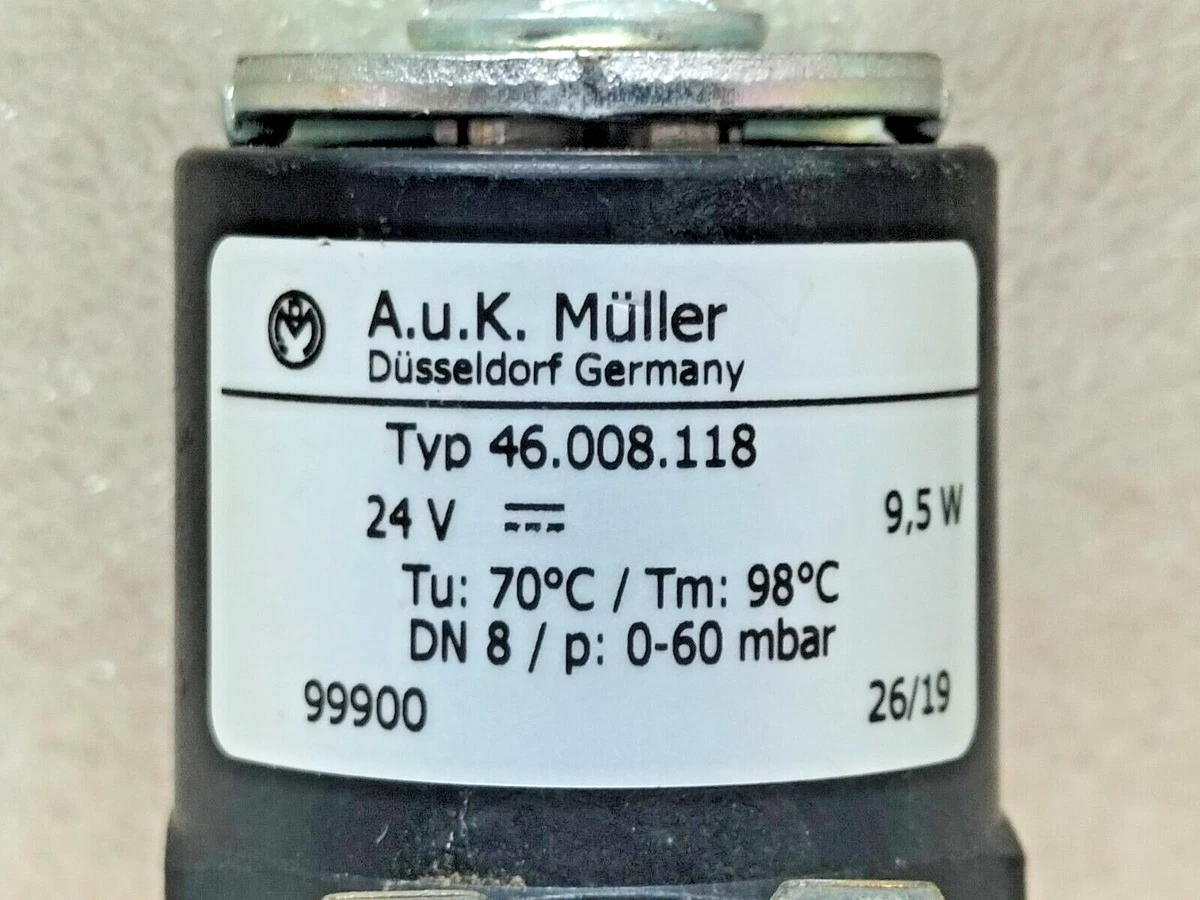 A.u.K. Müller
Düsseldorf Germany
Typ 46.008.118
24 V ⎓ 9,5 W
Tu: 70°C / Tm: 98°C
DN 8 / p: 0-60 mbar
99900 26/19